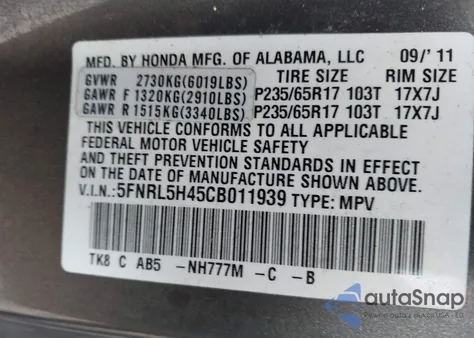 MFD. BY HONDA MFG. OF ALABAMA, LLC 09/'11
GVWR 2730KG(6019LBS) TIRE SIZE RIM SIZE
GAWR F 1320KG(2910LBS) P235/65R17 103T 17X7J
GAWR R 1515KG(3340LBS) P235/65R17 103T 17X7J
THIS VEHICLE CONFORMS TO ALL APPLICABLE
FEDERAL MOTOR VEHICLE SAFETY
AND THEFT PREVENTION STANDARDS IN EFFECT
ON THE DATE OF MANUFACTURE SHOWN ABOVE.
V.I.N.: 5FNRL5H45CB011939 TYPE: MPV
TK8 C AB5 -NH777M -C -B
autoSnap